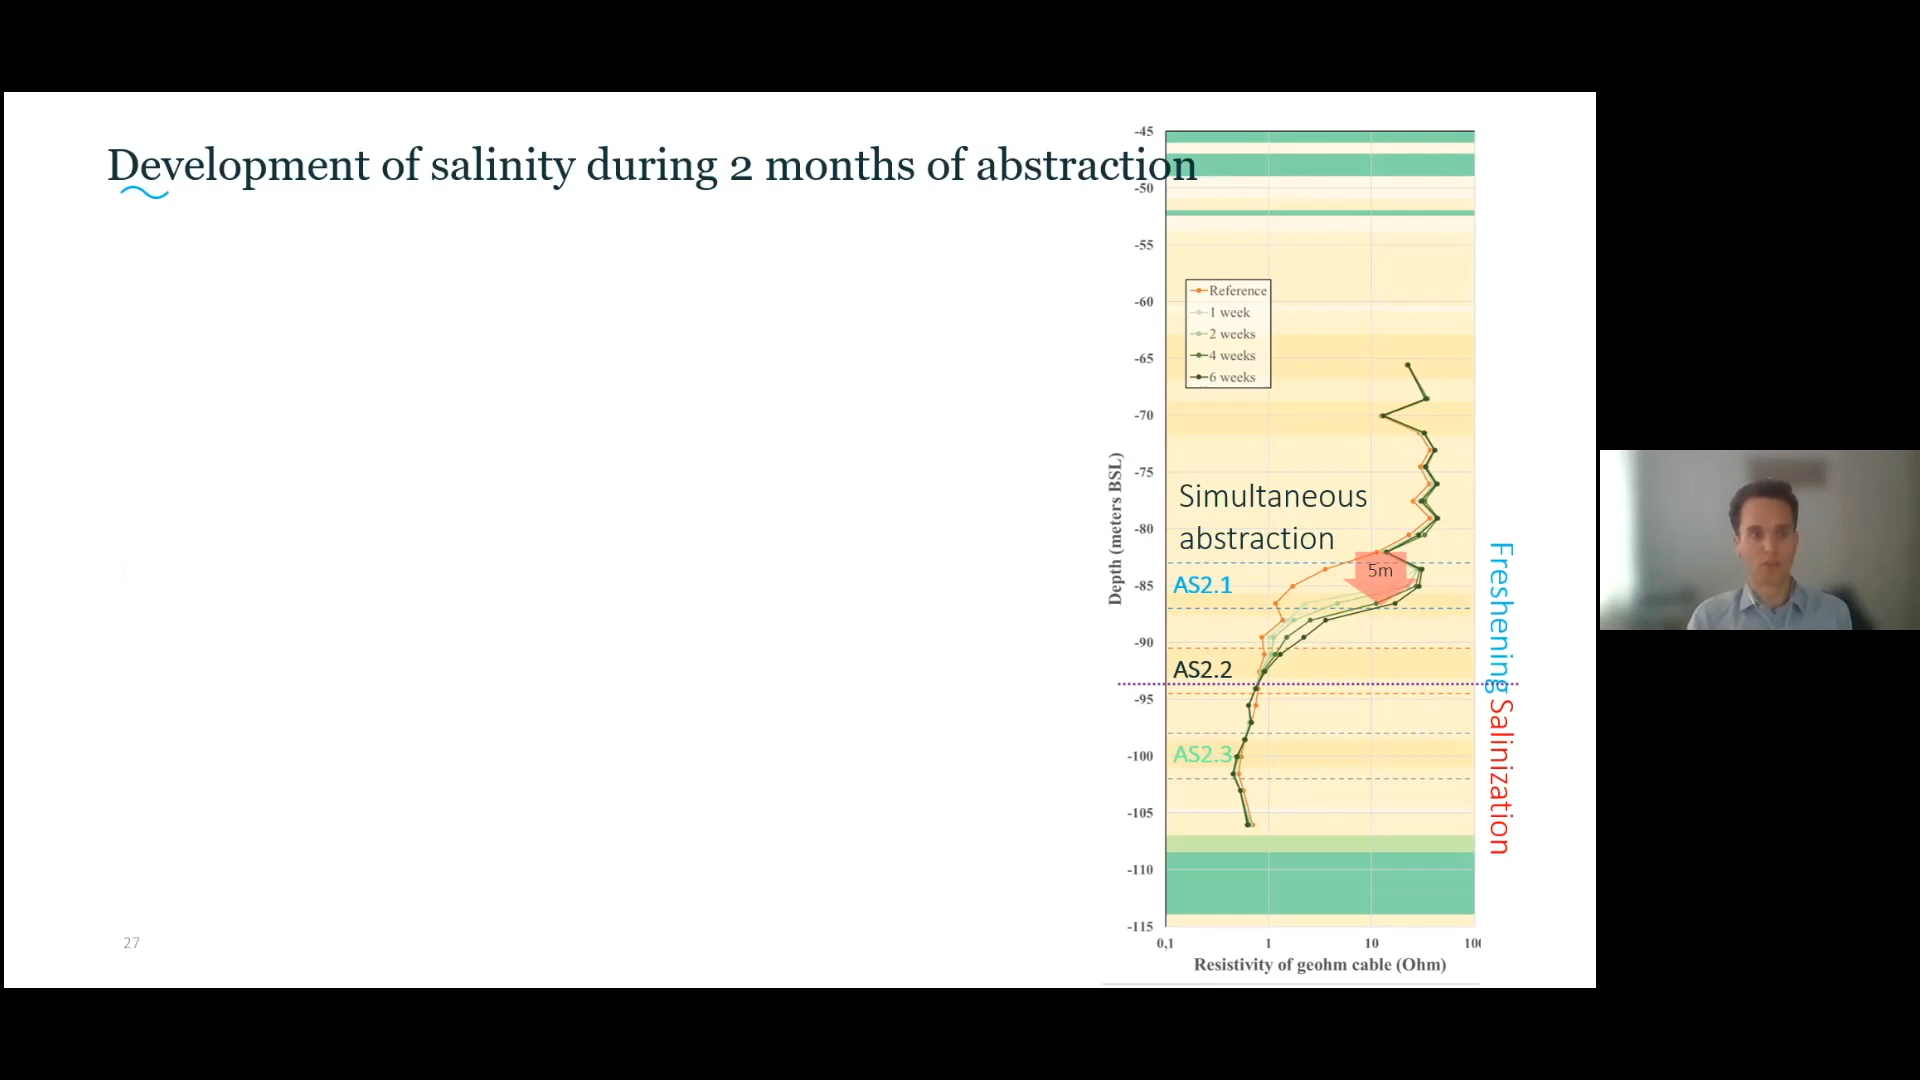 Development of salinity during 2 months of abstraction
-45
-50
-55
-60
-65
-70
-75
-80
-85
-90
-95
-100
-105
-110
-115
Depth (meters BSL)
Reference
1 week
2 weeks
4 weeks
6 weeks
Simultaneous
abstraction
5m
AS2.1
AS2.2
AS2.3
Freshening
Salinization
0,1
1
10
100
Resistivity of geohm cable (Ohm)
27